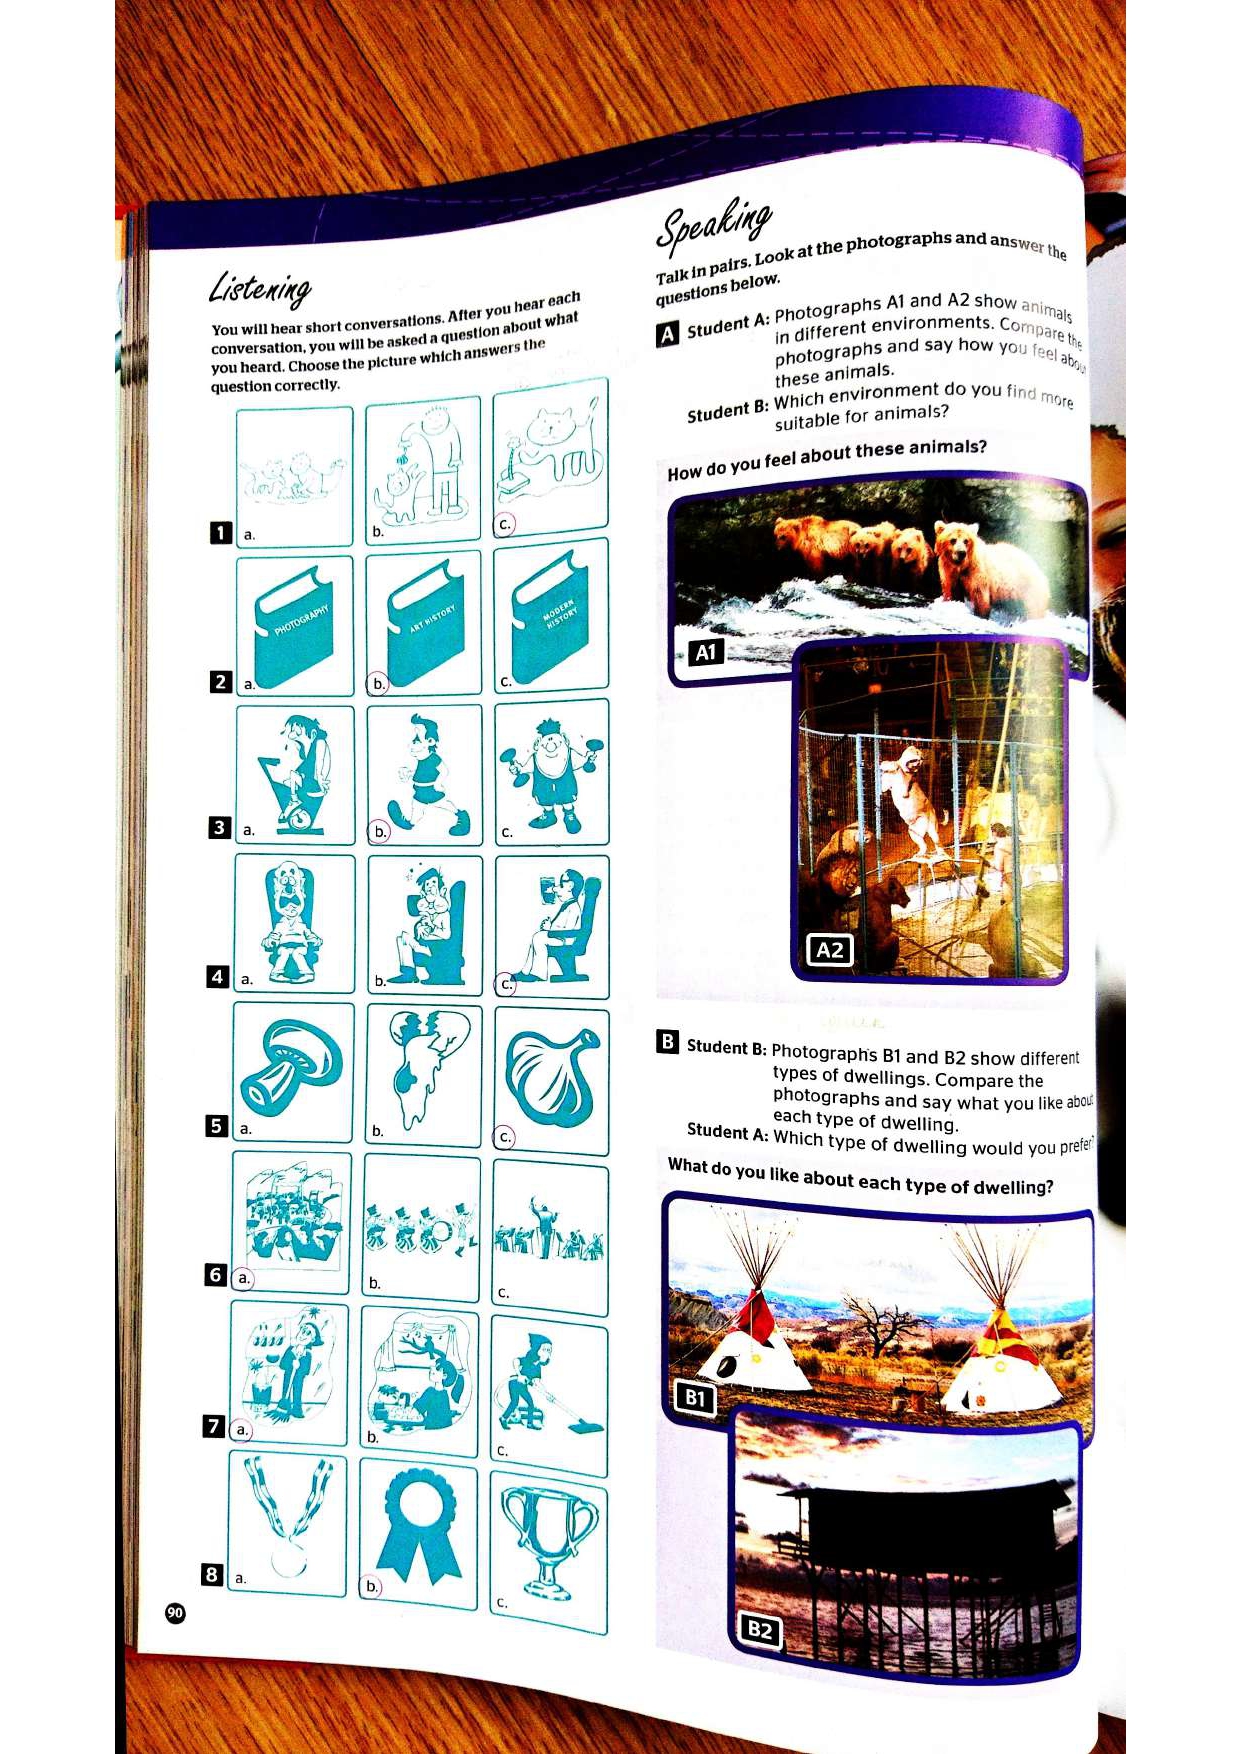 Listening
You will hear short conversations. After you hear each
conversation, you will be asked a question about what
you heard. Choose the picture which answers the
question correctly.
1 a. b. c.
PHOTOGRAPHY
ART HISTORY
MODERN
HISTORY
2 a. b. c.
3 a. b. c.
4 a. b. c.
5 a. b. c.
6 a. b. c.
7 a. b. c.
8 a. b. c.
90
Speaking
Talk in pairs. Look at the photographs and answer the
questions below.
A Student A: Photographs A1 and A2 show animals
in different environments. Compare the
photographs and say how you feel about
these animals.
Student B: Which environment do you find more
suitable for animals?
How do you feel about these animals?
A1
A2
B Student B: Photographs B1 and B2 show different
types of dwellings. Compare the
photographs and say what you like about
each type of dwelling.
Student A: Which type of dwelling would you prefer?
What do you like about each type of dwelling?
B1
B2